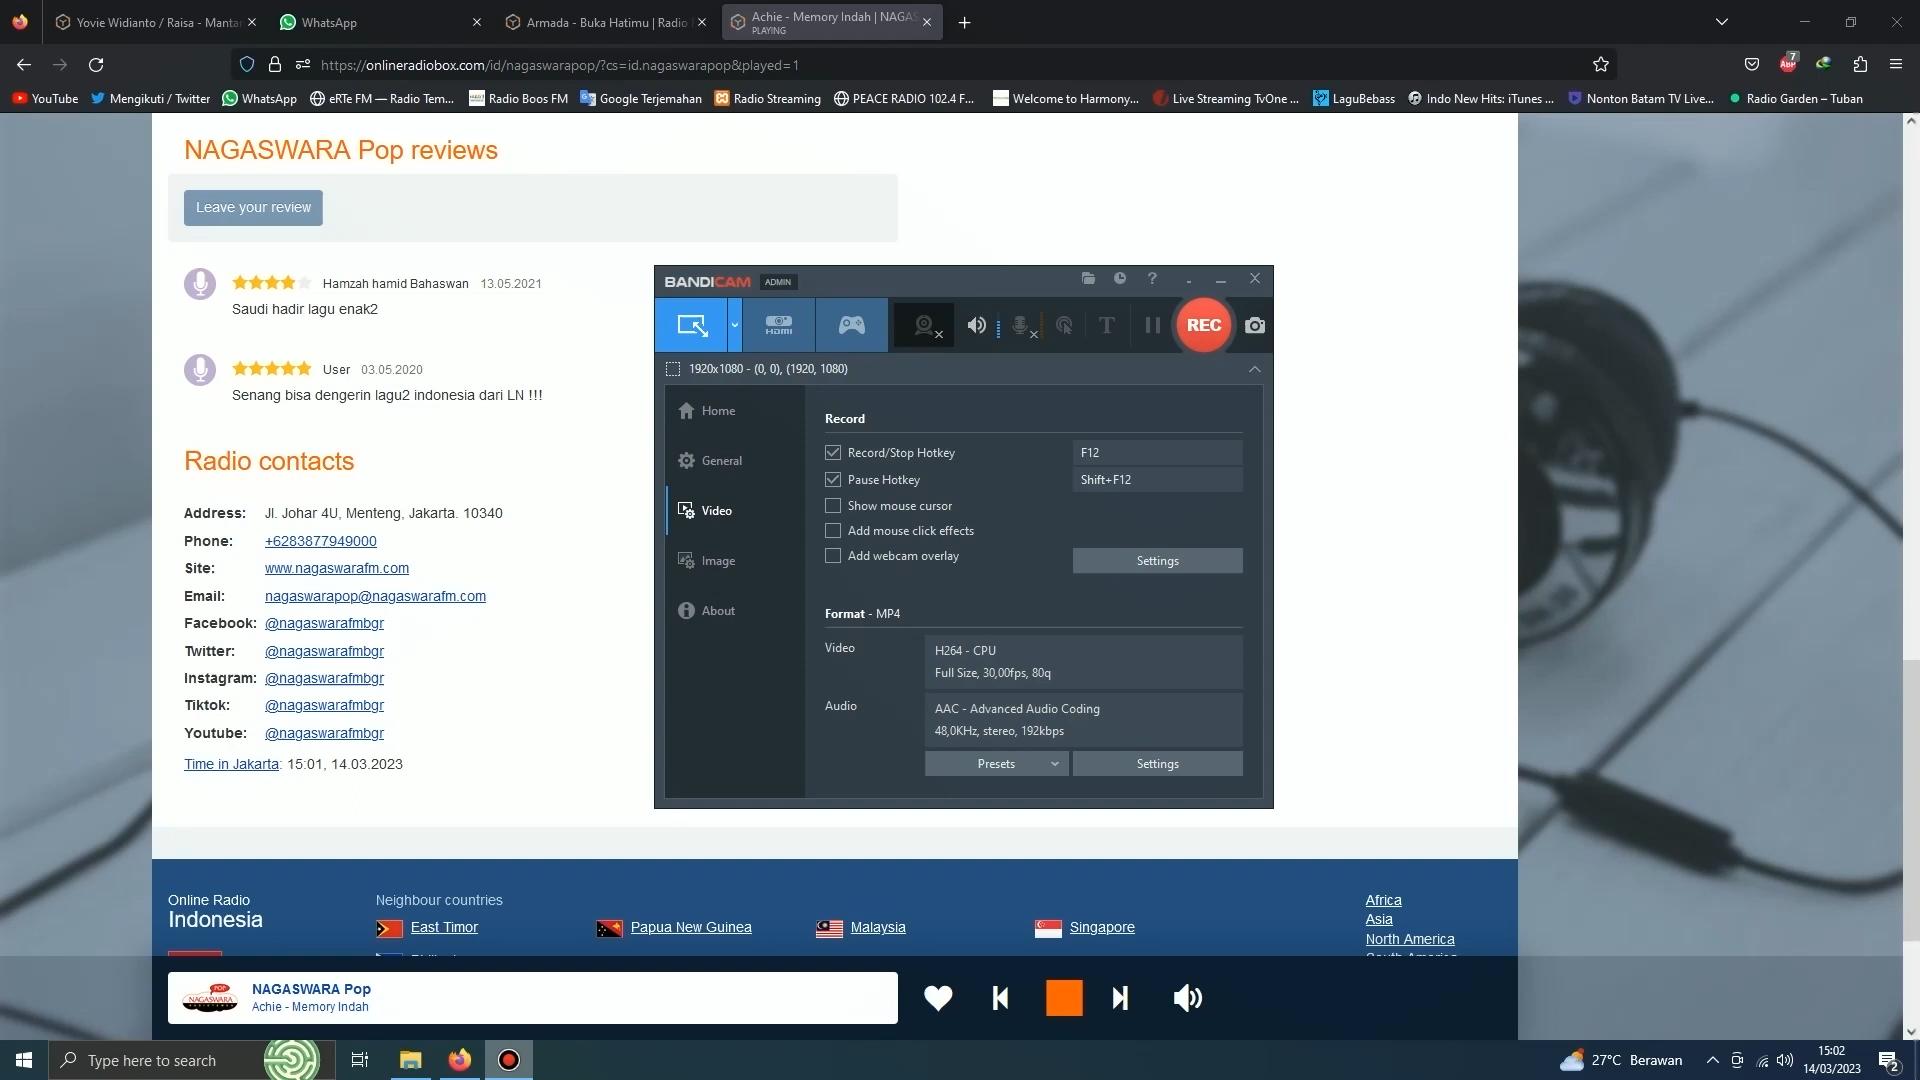 Yovie Widianto / Raisa - Manta
WhatsApp
Armada - Buka Hatimu | Radio
Achie - Memory Indah | NAGAS
PLAYING
https://onlineradiobox.com/id/nagaswarapop/?cs=id.nagaswarapop&played=1
ABP
7
YouTube
Mengikuti / Twitter
WhatsApp
eRTe FM — Radio Tem...
Radio Boos FM
Google Terjemahan
Radio Streaming
PEACE RADIO 102.4 F...
Welcome to Harmony...
Live Streaming TvOne ...
LaguBebass
Indo New Hits: iTunes ...
Nonton Batam TV Live...
Radio Garden – Tuban
NAGASWARA Pop reviews
Leave your review
Hamzah hamid Bahaswan 13.05.2021
Saudi hadir lagu enak2
User 03.05.2020
Senang bisa dengerin lagu2 indonesia dari LN !!!
Radio contacts
Address: Jl. Johar 4U, Menteng, Jakarta. 10340
Phone: +6283877949000
Site: www.nagaswarafm.com
Email: nagaswarapop@nagaswarafm.com
Facebook: @nagaswarafmbgr
Twitter: @nagaswarafmbgr
Instagram: @nagaswarafmbgr
Tiktok: @nagaswarafmbgr
Youtube: @nagaswarafmbgr
Time in Jakarta: 15:01, 14.03.2023
BANDICAM ADMIN
?
HDMI
T
REC
1920x1080 - (0, 0), (1920, 1080)
Home
General
Video
Image
About
Record
Record/Stop Hotkey F12
Pause Hotkey Shift+F12
Show mouse cursor
Add mouse click effects
Add webcam overlay
Settings
Format - MP4
Video
H264 - CPU
Full Size, 30,00fps, 80q
Audio
AAC - Advanced Audio Coding
48,0KHz, stereo, 192kbps
Presets
Settings
Online Radio
Indonesia
Neighbour countries
East Timor
Papua New Guinea
Malaysia
Singapore
Africa
Asia
North America
POP
NAGASWARA
NAGASWARA Pop
Achie - Memory Indah
Type here to search
27°C Berawan
15:02
14/03/2023
2